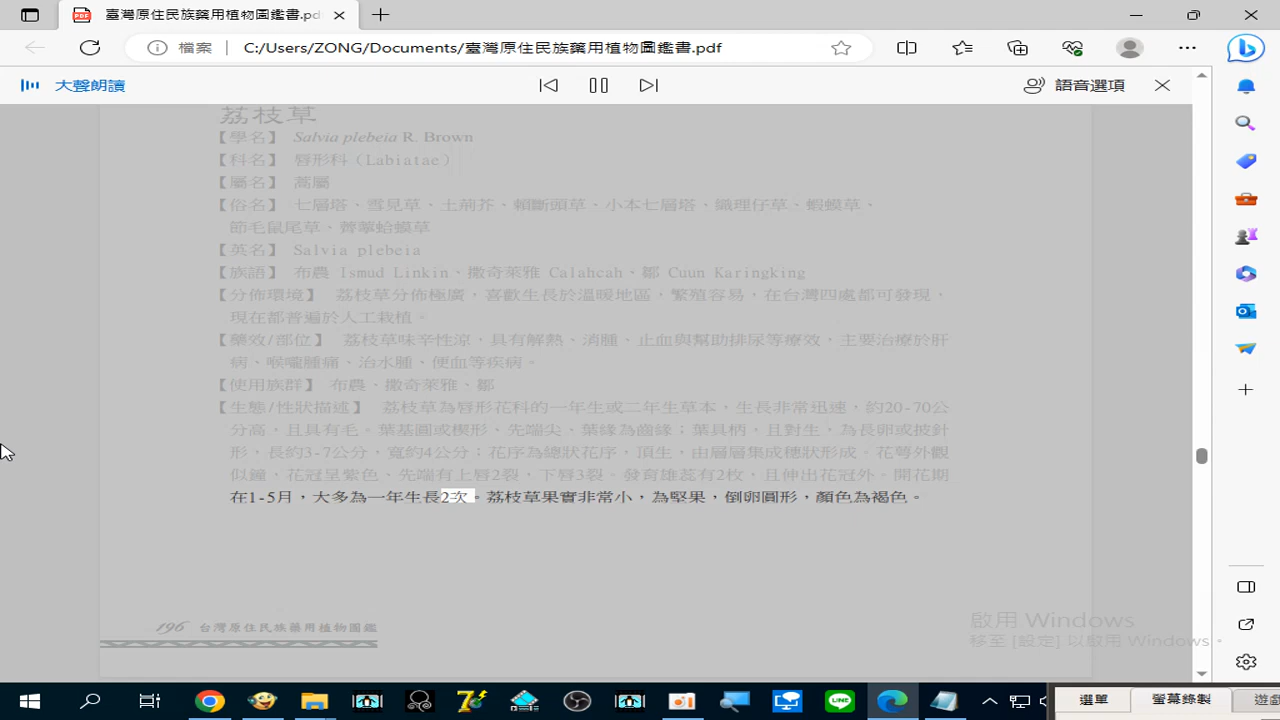 臺灣原住民族藥用植物圖鑑書.pdf
檔案
C:/Users/ZONG/Documents/臺灣原住民族藥用植物圖鑑書.pdf
大聲朗讀
語音選項
荔枝草
【學名】 Salvia plebeia R. Brown
【科名】 唇形科（Labiatae）
【屬名】 蒿屬
【俗名】 七層塔、雪見草、土荊芥、賴斷頭草、小本七層塔、織理仔草、蝦蟆草、
節毛鼠尾草、薺薴蛤蟆草
【英名】 Salvia plebeia
【族語】 布農 Ismud Linkin、撒奇萊雅 Calahcah、鄒 Cuun Karingking
【分佈環境】 荔枝草分佈極廣，喜歡生長於溫暖地區，繁殖容易，在台灣四處都可發現，
現在都普遍於人工栽植。
【藥效/部位】 荔枝草味辛性涼，具有解熱、消腫、止血與幫助排尿等療效，主要治療於肝
病、喉嚨腫痛、治水腫、便血等疾病。
【使用族群】 布農、撒奇萊雅、鄒
【生態/性狀描述】 荔枝草為唇形花科的一年生或二年生草本，生長非常迅速，約20-70公
分高，且具有毛。葉基圓或楔形、先端尖、葉緣為齒緣；葉具柄，且對生，為長卵或披針
形，長約3-7公分，寬約4公分；花序為總狀花序，頂生，由層層集成穗狀形成。花萼外觀
似鐘，花冠呈紫色、先端有上唇2裂，下唇3裂。發育雄蕊有2枚，且伸出花冠外。開花期
在1-5月，大多為一年生長2次。荔枝草果實非常小，為堅果，倒卵圓形，顏色為褐色。
196 台灣原住民族藥用植物圖鑑
啟用 Windows
移至 [設定] 以啟用 Windows。
選單
螢幕錄製